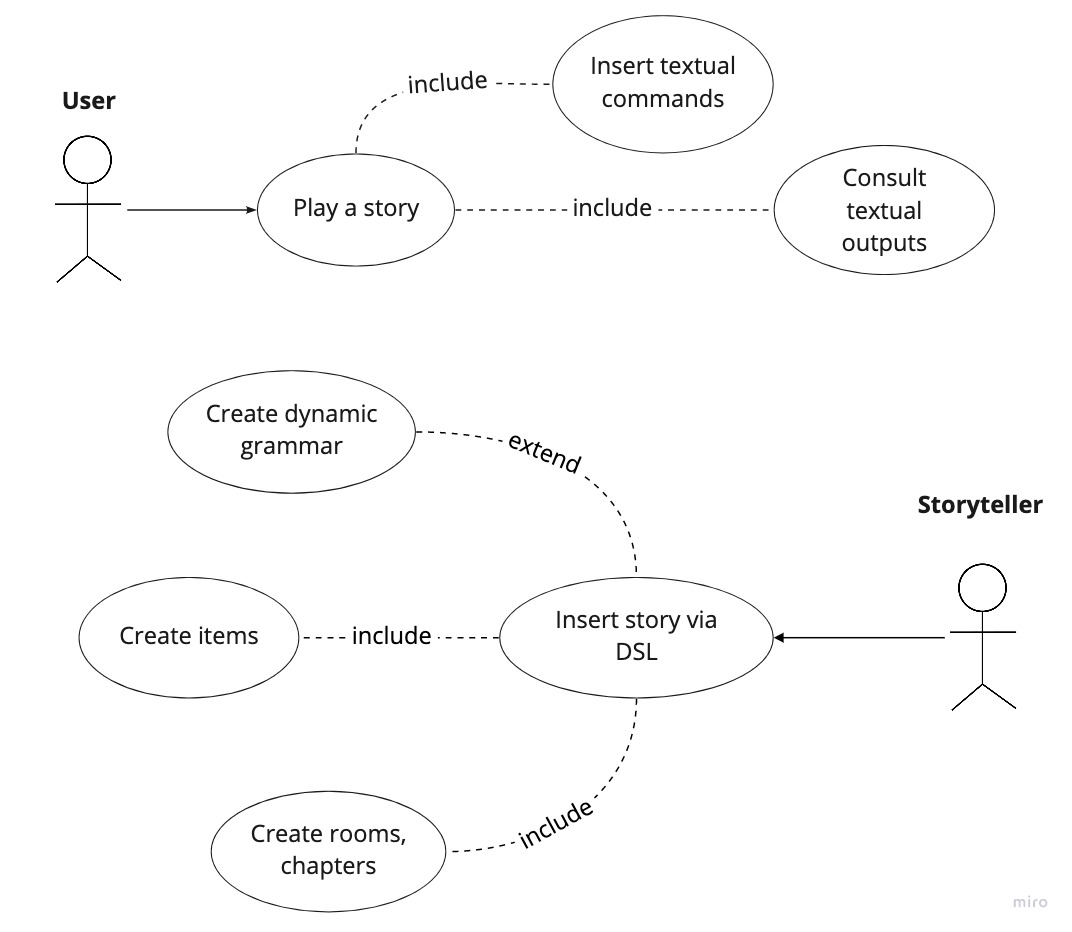 User
include
Insert textual
commands
Play a story
include
Consult
textual
outputs
Create dynamic
grammar
extend
Storyteller
Create items
include
Insert story via
DSL
include
Create rooms,
chapters
miro